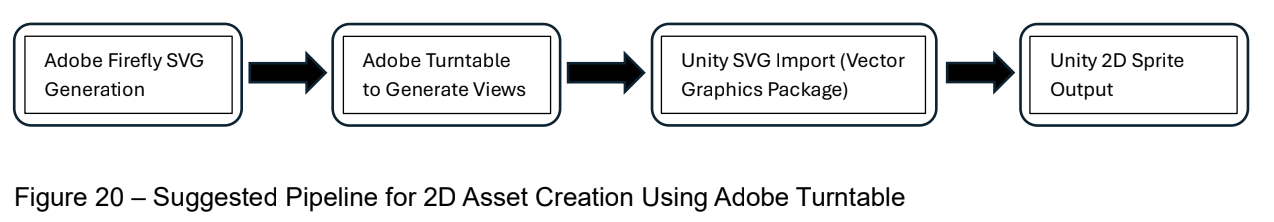 Adobe Firefly SVG
Generation
Adobe Turntable
to Generate Views
Unity SVG Import (Vector
Graphics Package)
Unity 2D Sprite
Output
Figure 20 – Suggested Pipeline for 2D Asset Creation Using Adobe Turntable